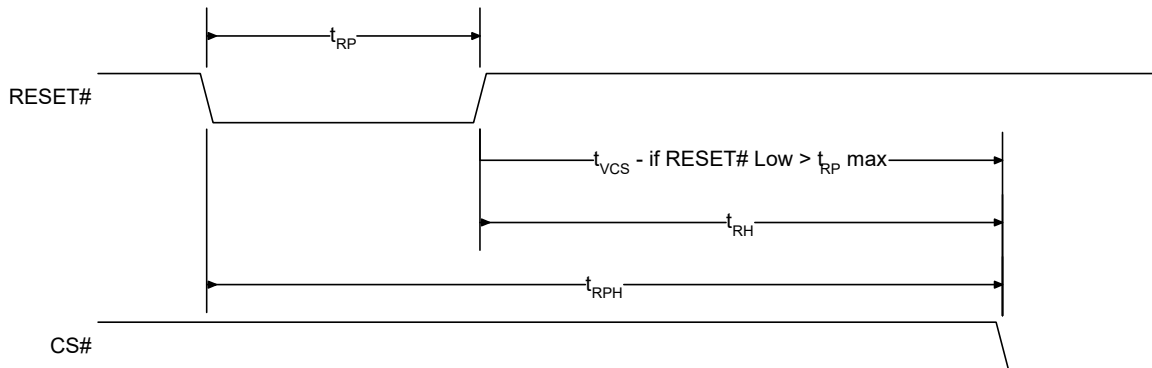 tRP
RESET#
tVCS - if RESET# Low > tRP max
tRH
tRPH
CS#